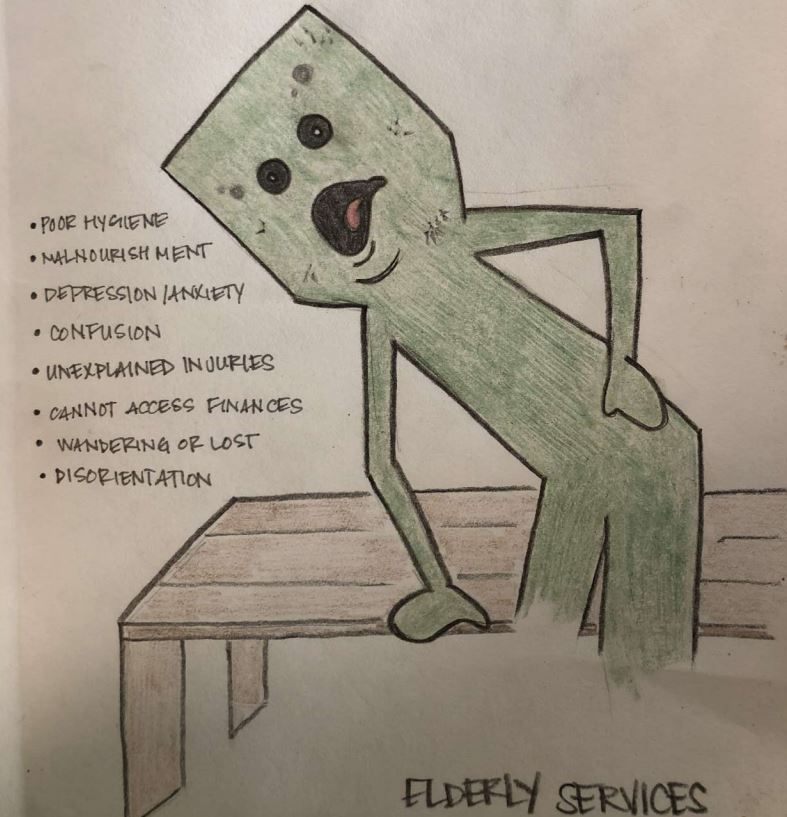 • POOR HYGIENE
• MALNOURISHMENT
• DEPRESSION/ANXIETY
• CONFUSION
• UNEXPLAINED INJURIES
• CANNOT ACCESS FINANCES
• WANDERING OR LOST
• DISORIENTATION
ELDERLY SERVICES